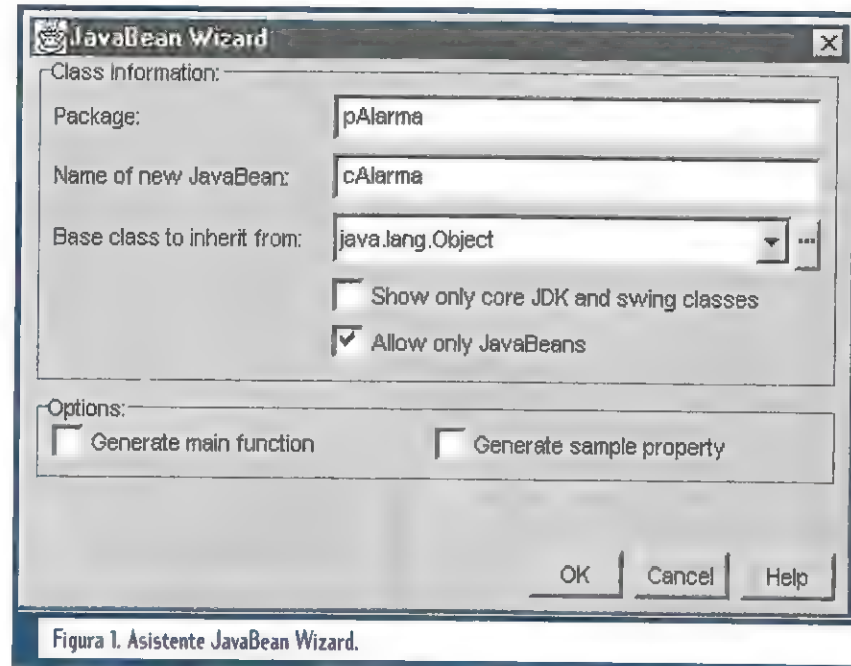 JavaBean Wizard
Class Information:
Package: pAlarma
Name of new JavaBean: cAlarma
Base class to inherit from: java.lang.Object ...
Show only core JDK and swing classes
Allow only JavaBeans
Options:
Generate main function Generate sample property
OK Cancel Help
Figura 1. Asistente JavaBean Wizard.